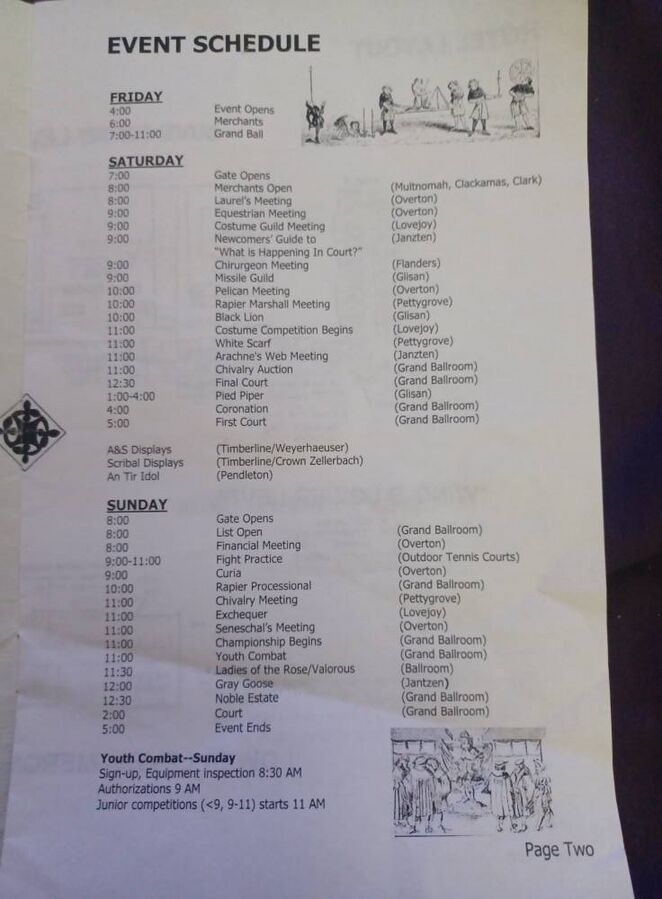 EVENT SCHEDULE
FRIDAY
4:00 Event Opens
6:00 Merchants
7:00-11:00 Grand Ball
SATURDAY
7:00 Gate Opens
8:00 Merchants Open (Multnomah, Clackamas, Clark)
8:00 Laurel's Meeting (Overton)
9:00 Equestrian Meeting (Overton)
9:00 Costume Guild Meeting (Lovejoy)
9:00 Newcomers' Guide to (Janzten)
"What is Happening In Court?"
9:00 Chirurgeon Meeting (Flanders)
9:00 Missile Guild (Glisan)
10:00 Pelican Meeting (Overton)
10:00 Rapier Marshall Meeting (Pettygrove)
10:00 Black Lion (Glisan)
11:00 Costume Competition Begins (Lovejoy)
11:00 White Scarf (Pettygrove)
11:00 Arachne's Web Meeting (Janzten)
11:00 Chivalry Auction (Grand Ballroom)
12:30 Final Court (Grand Ballroom)
1:00-4:00 Pied Piper (Glisan)
4:00 Coronation (Grand Ballroom)
5:00 First Court (Grand Ballroom)
A&S Displays (Timberline/Weyerhaeuser)
Scribal Displays (Timberline/Crown Zellerbach)
An Tir Idol (Pendleton)
SUNDAY
8:00 Gate Opens
8:00 List Open (Grand Ballroom)
8:00 Financial Meeting (Overton)
9:00-11:00 Fight Practice (Outdoor Tennis Courts)
9:00 Curia (Overton)
10:00 Rapier Processional (Grand Ballroom)
11:00 Chivalry Meeting (Pettygrove)
11:00 Exchequer (Lovejoy)
11:00 Seneschal's Meeting (Overton)
11:00 Championship Begins (Grand Ballroom)
11:00 Youth Combat (Grand Ballroom)
11:30 Ladies of the Rose/Valorous (Ballroom)
12:00 Gray Goose (Jantzen)
12:30 Noble Estate (Grand Ballroom)
2:00 Court (Grand Ballroom)
5:00 Event Ends
Youth Combat--Sunday
Sign-up, Equipment inspection 8:30 AM
Authorizations 9 AM
Junior competitions (<9, 9-11) starts 11 AM
Page Two